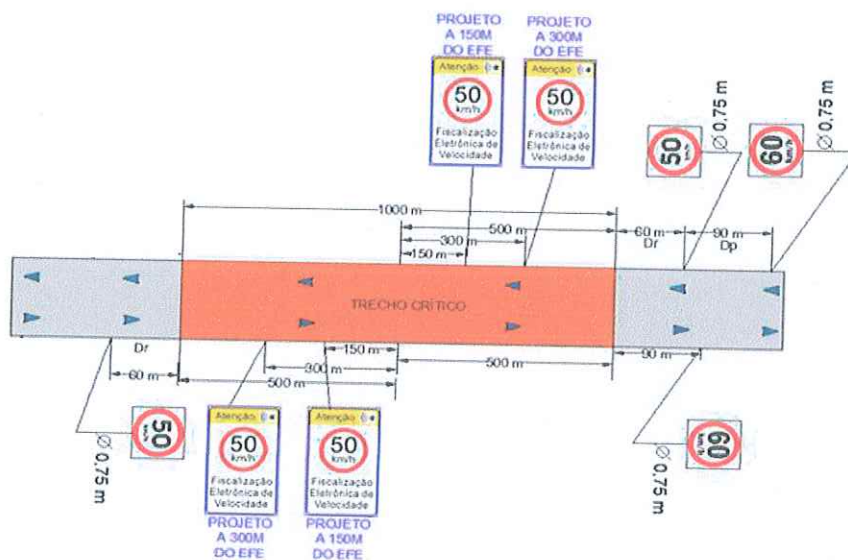 PROJETO
A 150M
DO EFE
PROJETO
A 300M
DO EFE
Atenção
50
km/h
Fiscalização
Eletrônica de
Velocidade
Atenção
50
km/h
Fiscalização
Eletrônica de
Velocidade
50
km/h
Ø 0,75 m
60
km/h
Ø 0,75 m
1000 m
500 m
60 m
Dr
90 m
Dp
300 m
150 m
TRECHO CRÍTICO
Dr
60 m
150 m
300 m
500 m
500 m
90 m
50
km/h
Ø 0,75 m
Atenção
50
km/h
Fiscalização
Eletrônica de
Velocidade
PROJETO
A 300M
DO EFE
Atenção
50
km/h
Fiscalização
Eletrônica de
Velocidade
PROJETO
A 150M
DO EFE
60
km/h
Ø 0,75 m